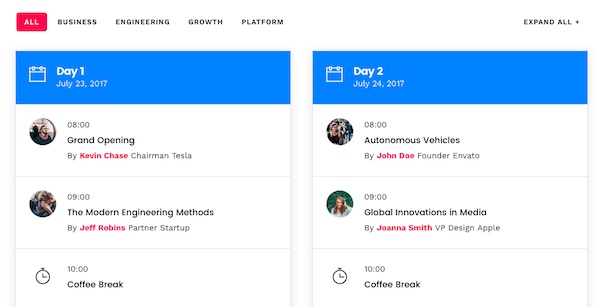 ALL BUSINESS ENGINEERING GROWTH PLATFORM EXPAND ALL +
Day 1
July 23, 2017
08:00
Grand Opening
By Kevin Chase Chairman Tesla
09:00
The Modern Engineering Methods
By Jeff Robins Partner Startup
10:00
Coffee Break
Day 2
July 24, 2017
08:00
Autonomous Vehicles
By John Doe Founder Envato
09:00
Global Innovations in Media
By Joanna Smith VP Design Apple
10:00
Coffee Break